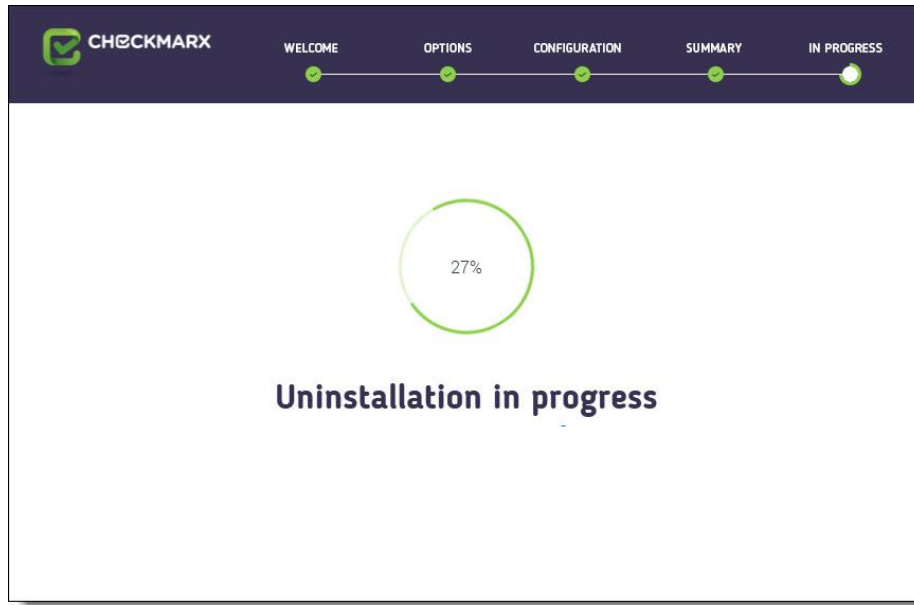 CHECKMARX
WELCOME
OPTIONS
CONFIGURATION
SUMMARY
IN PROGRESS
27%
Uninstallation in progress